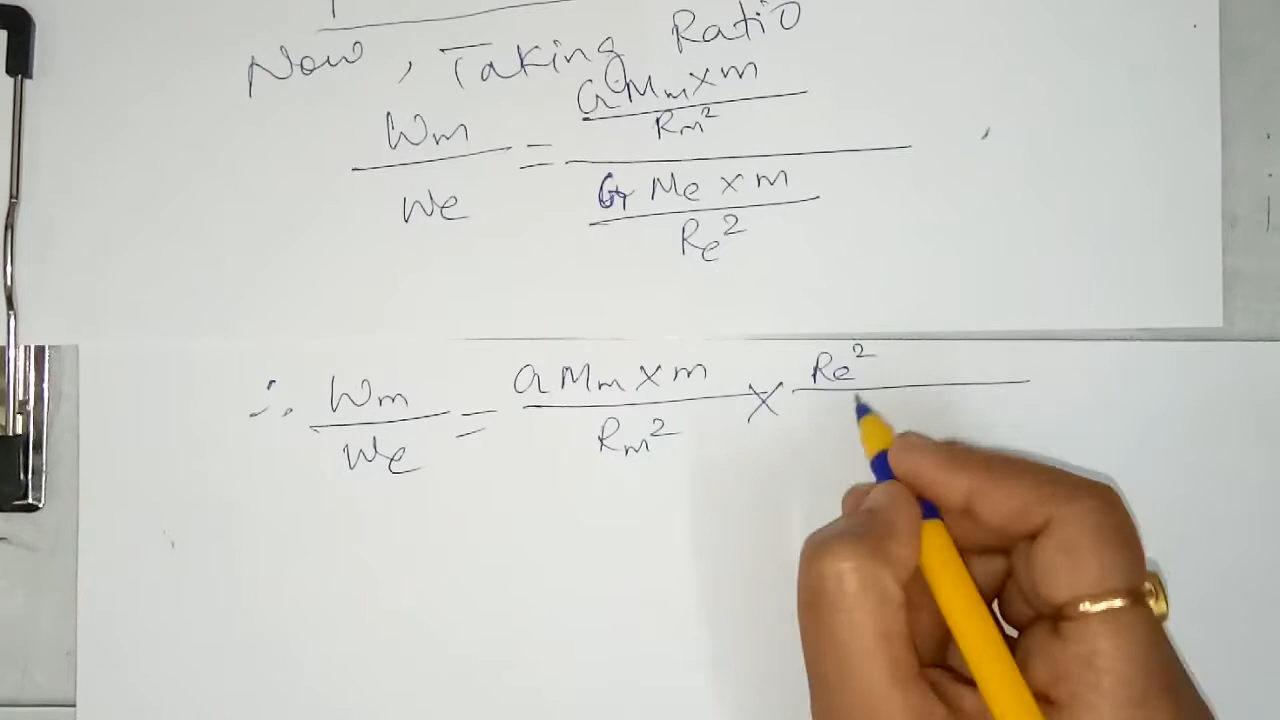 Now, Taking Ratio
Wm / We = (G Mm x m / Rm²) / (G Me x m / Re²)
∴ Wm / We = G Mm x m / Rm² x Re² /